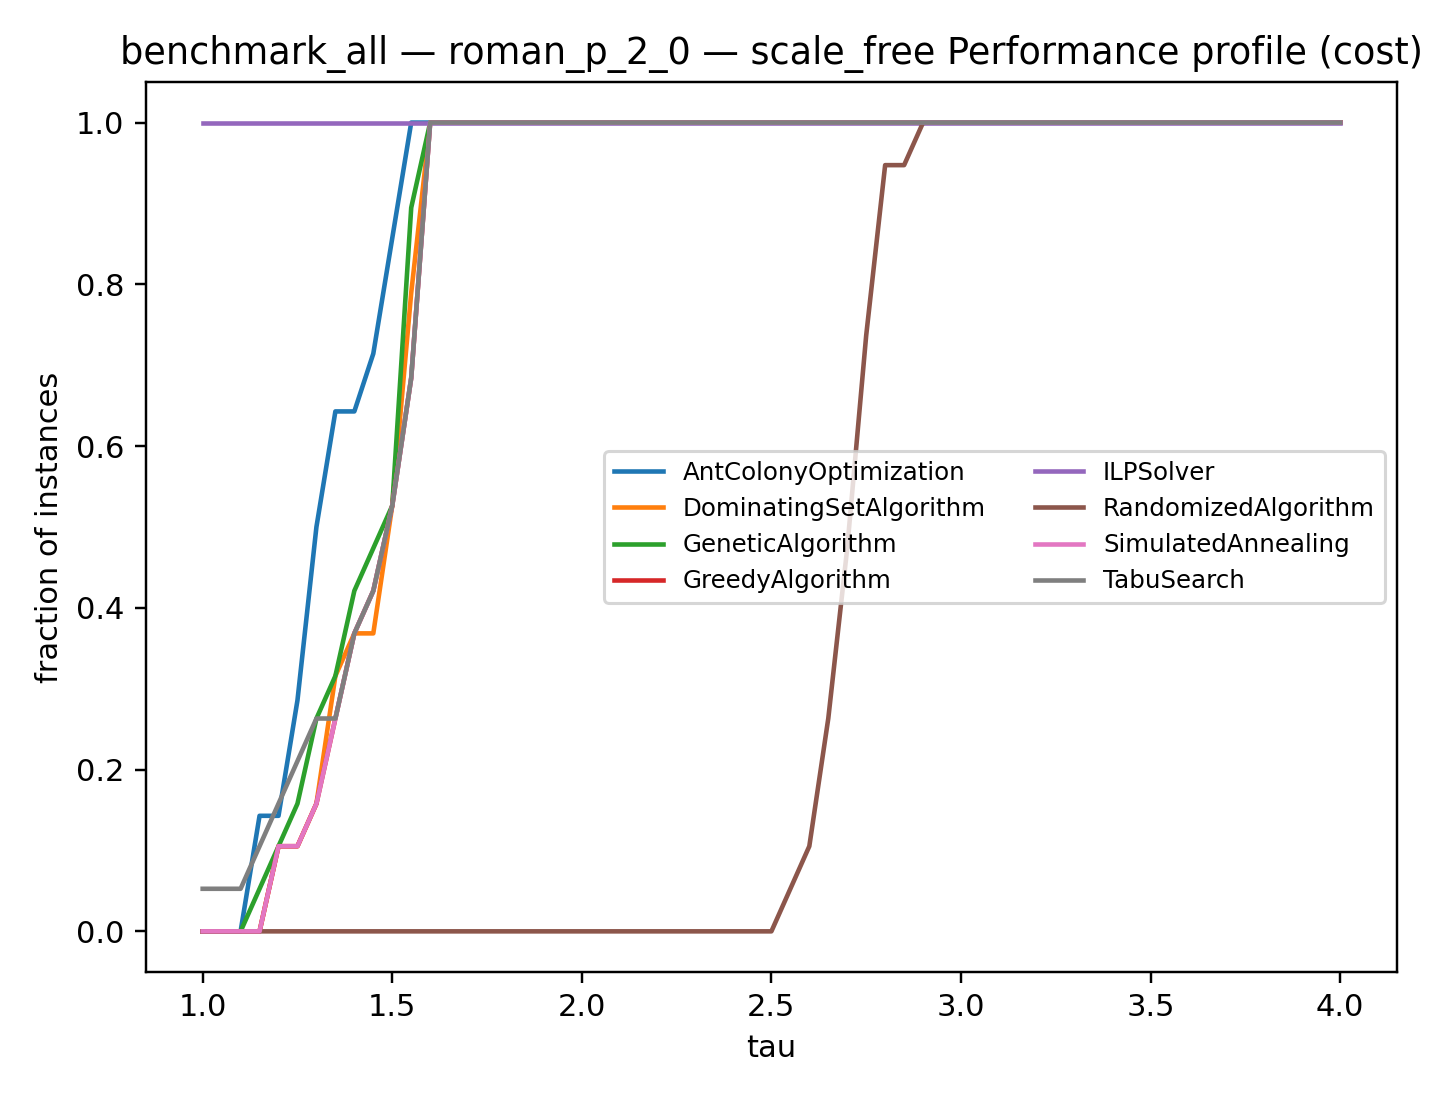 benchmark_all — roman_p_2_0 — scale_free Performance profile (cost)
1.0
0.8
0.6
0.4
0.2
0.0
fraction of instances
AntColonyOptimization
DominatingSetAlgorithm
GeneticAlgorithm
GreedyAlgorithm
ILPSolver
RandomizedAlgorithm
SimulatedAnnealing
TabuSearch
1.0 1.5 2.0 2.5 3.0 3.5 4.0
tau